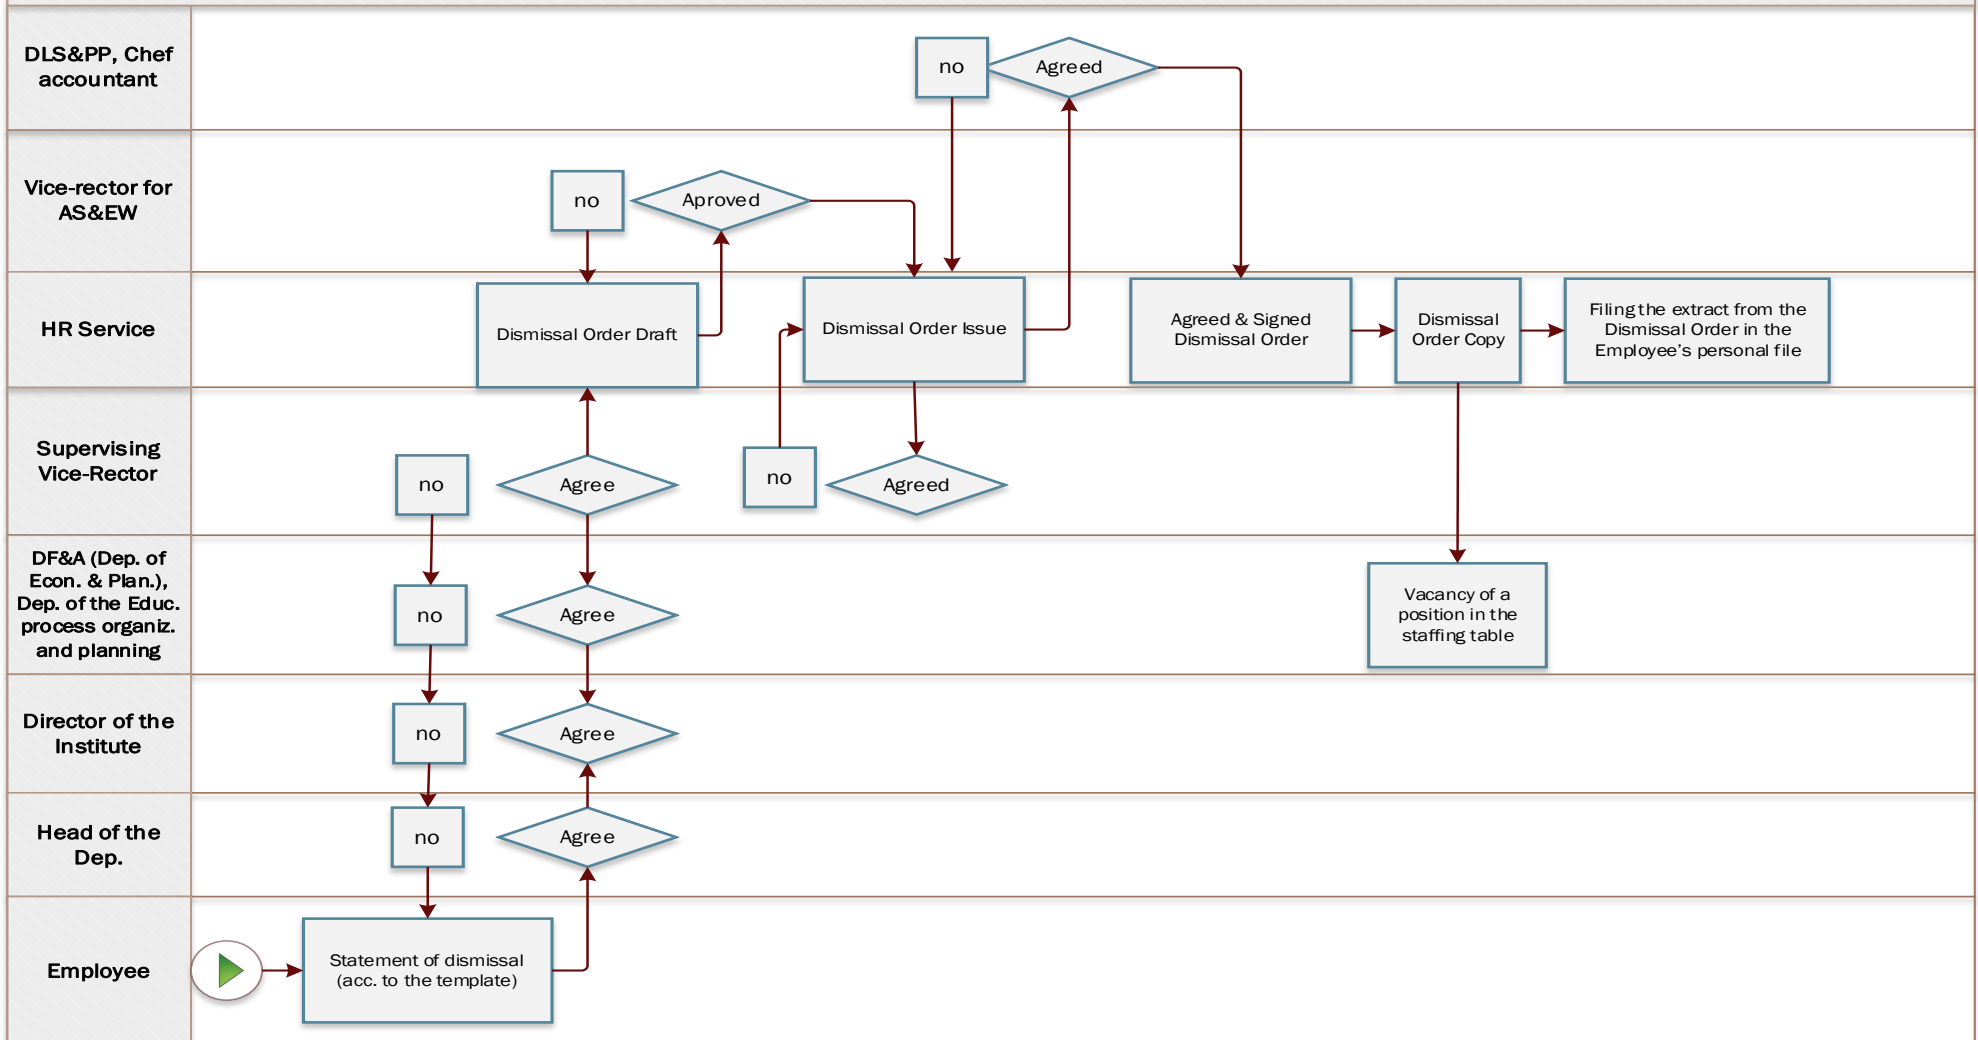 DLS&PP, Chef
accountant
no
Agreed
Vice-rector for
AS&EW
no
Aproved
HR Service
Dismissal Order Draft
Dismissal Order Issue
Agreed & Signed
Dismissal Order
Dismissal
Order Copy
Filing the extract from the
Dismissal Order in the
Employee's personal file
Supervising
Vice-Rector
no
Agree
no
Agreed
DF&A (Dep. of
Econ. & Plan.),
Dep. of the Educ.
process organiz.
and planning
no
Agree
Vacancy of a
position in the
staffing table
Director of the
Institute
no
Agree
Head of the
Dep.
no
Agree
Employee
Statement of dismissal
(acc. to the template)